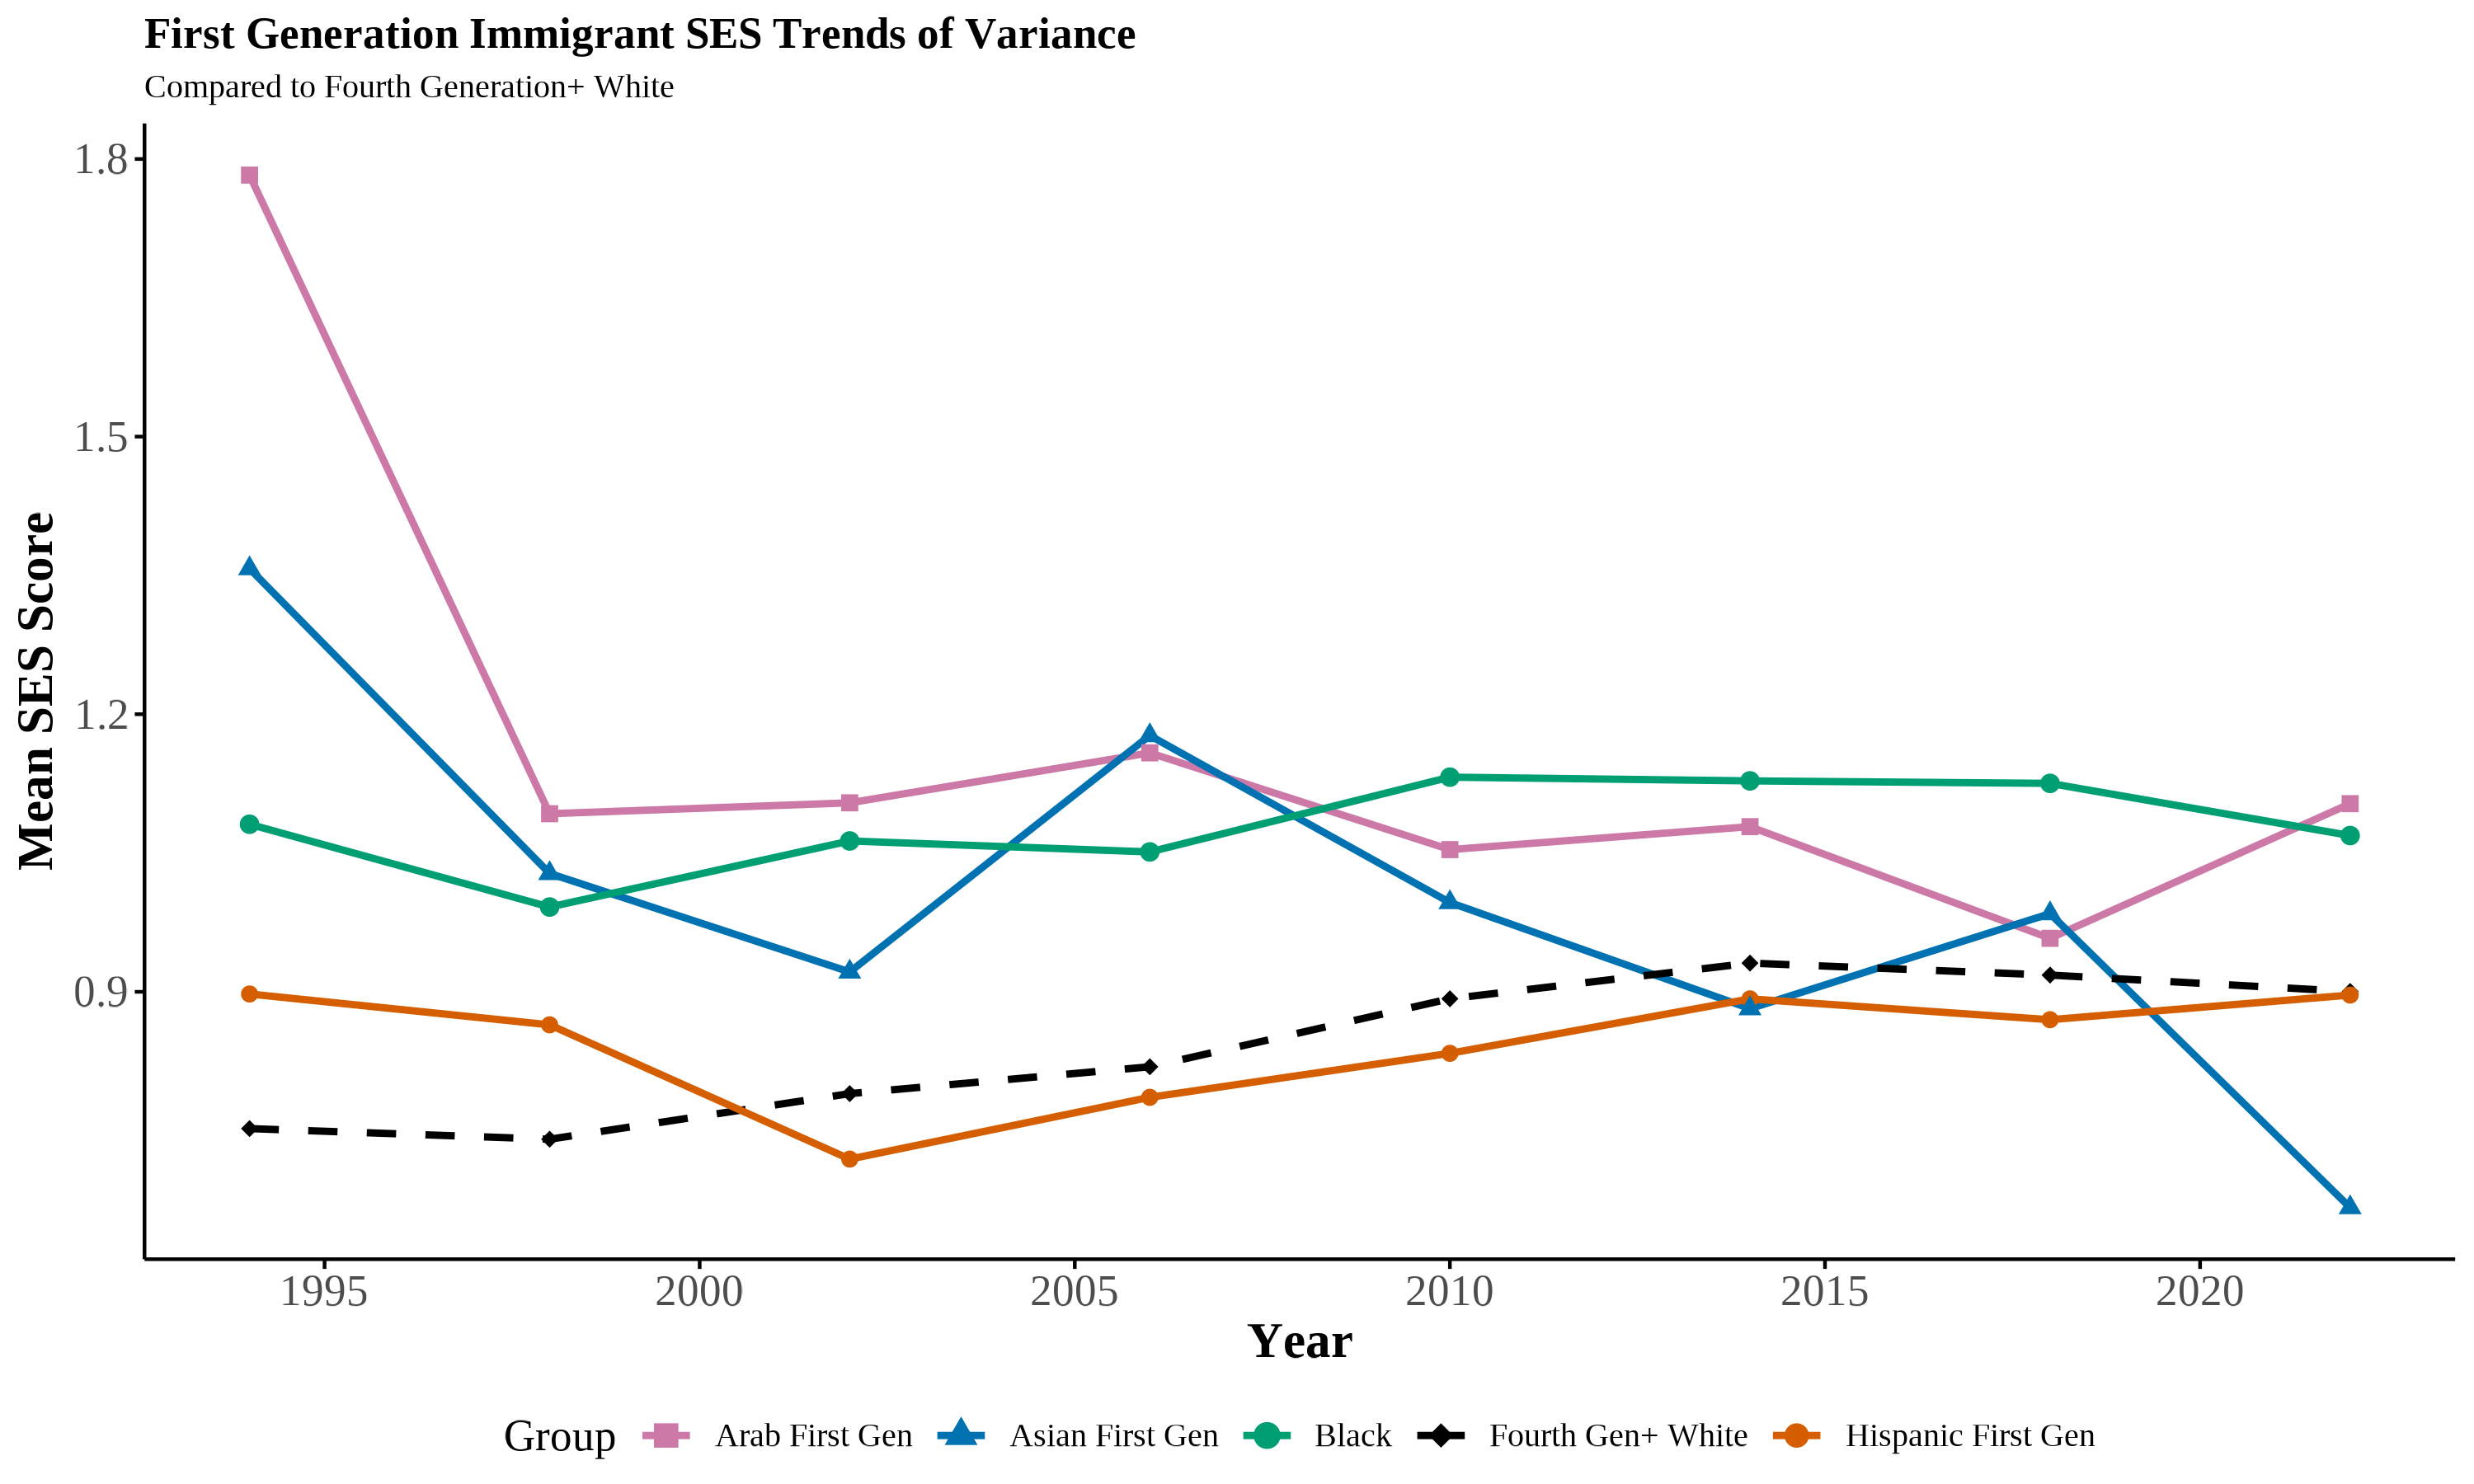 First Generation Immigrant SES Trends of Variance
Compared to Fourth Generation+ White
Mean SES Score
1.8
1.5
1.2
0.9
1995 2000 2005 2010 2015 2020
Year
Group Arab First Gen Asian First Gen Black Fourth Gen+ White Hispanic First Gen